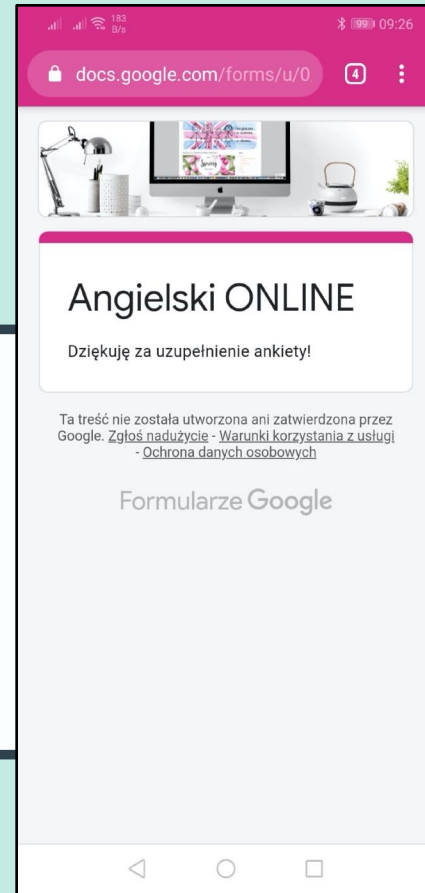 183
B/s
99 09:26
docs.google.com/forms/u/0
4
Angielski ONLINE
Dziękuję za uzupełnienie ankiety!
Ta treść nie została utworzona ani zatwierdzona przez
Google. Zgłoś nadużycie - Warunki korzystania z usługi
- Ochrona danych osobowych
Formularze Google